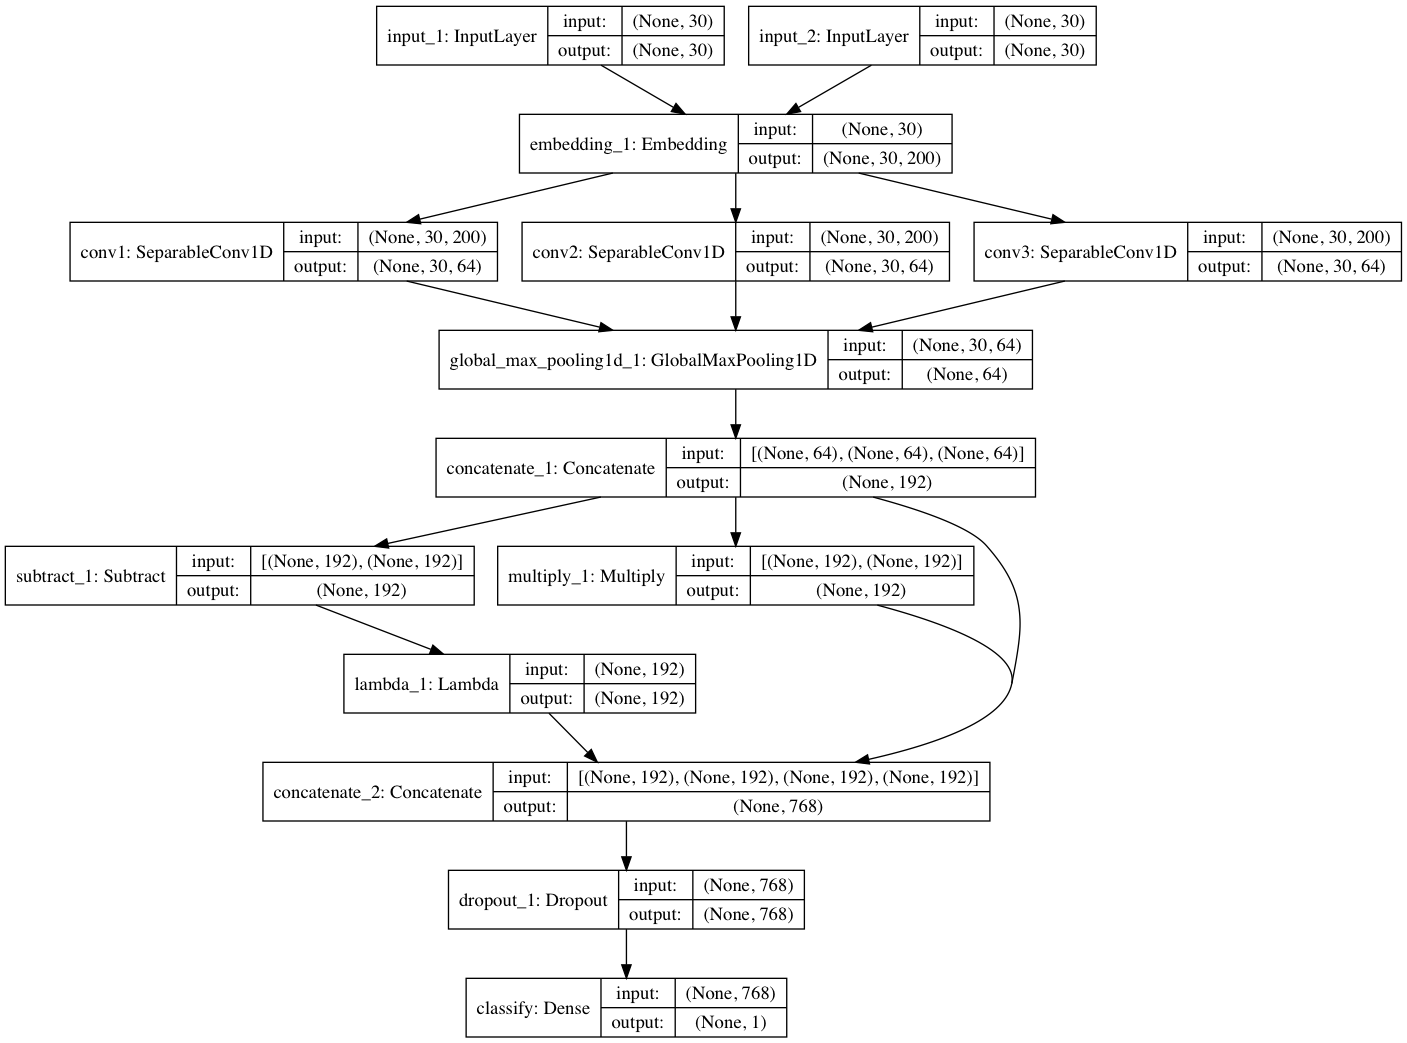 input_1: InputLayer
input:
(None, 30)
output:
(None, 30)
input_2: InputLayer
input:
(None, 30)
output:
(None, 30)
embedding_1: Embedding
input:
(None, 30)
output:
(None, 30, 200)
conv1: SeparableConv1D
input:
(None, 30, 200)
output:
(None, 30, 64)
conv2: SeparableConv1D
input:
(None, 30, 200)
output:
(None, 30, 64)
conv3: SeparableConv1D
input:
(None, 30, 200)
output:
(None, 30, 64)
global_max_pooling1d_1: GlobalMaxPooling1D
input:
(None, 30, 64)
output:
(None, 64)
concatenate_1: Concatenate
input:
[(None, 64), (None, 64), (None, 64)]
output:
(None, 192)
subtract_1: Subtract
input:
[(None, 192), (None, 192)]
output:
(None, 192)
multiply_1: Multiply
input:
[(None, 192), (None, 192)]
output:
(None, 192)
lambda_1: Lambda
input:
(None, 192)
output:
(None, 192)
concatenate_2: Concatenate
input:
[(None, 192), (None, 192), (None, 192), (None, 192)]
output:
(None, 768)
dropout_1: Dropout
input:
(None, 768)
output:
(None, 768)
classify: Dense
input:
(None, 768)
output:
(None, 1)